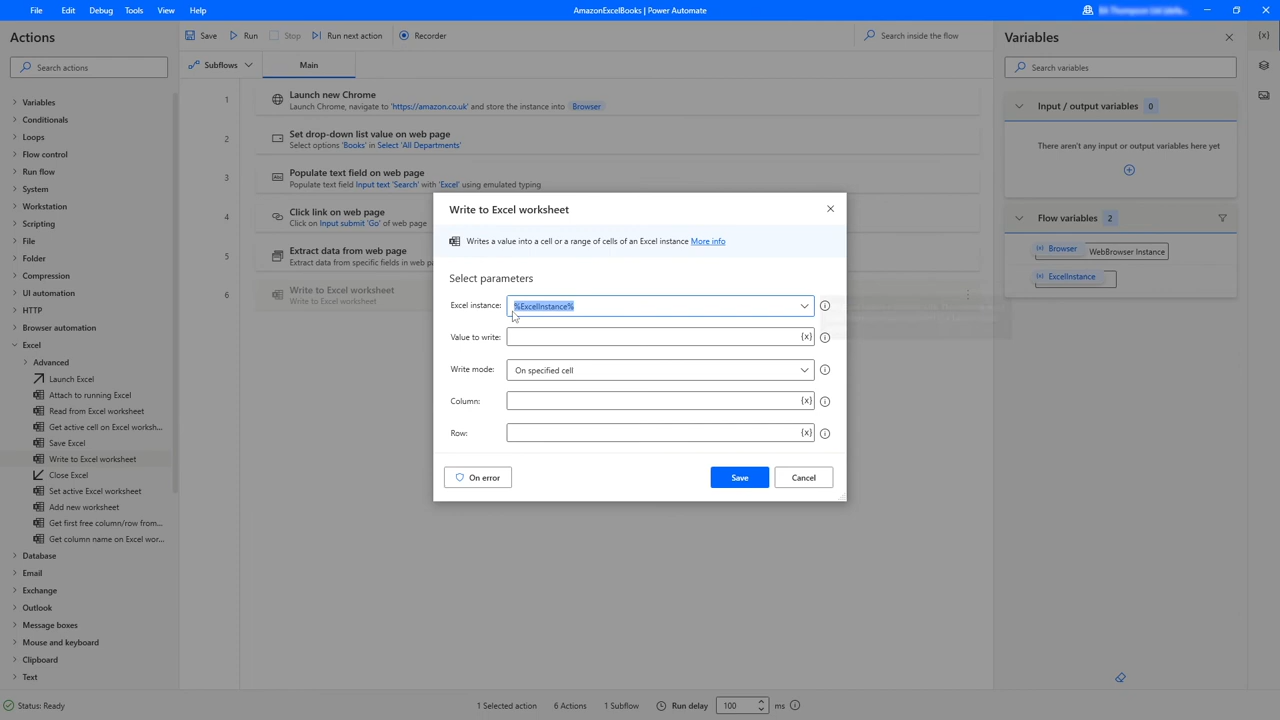 File Edit Debug Tools View Help
AmazonExcelBooks | Power Automate
Actions
Search actions
Variables
Conditionals
Loops
Flow control
Run flow
System
Workstation
Scripting
File
Folder
Compression
UI automation
HTTP
Browser automation
Excel
Advanced
Launch Excel
Attach to running Excel
Read from Excel worksheet
Get active cell on Excel worksh...
Save Excel
Write to Excel worksheet
Close Excel
Set active Excel worksheet
Add new worksheet
Get first free column/row from...
Get column name on Excel wor...
Database
Email
Exchange
Outlook
Message boxes
Mouse and keyboard
Clipboard
Text
Save Run Stop Run next action Recorder
Search inside the flow
Subflows Main
1 Launch new Chrome
Launch Chrome, navigate to 'https://amazon.co.uk' and store the instance into Browser
2 Set drop-down list value on web page
Select options 'Books' in Select 'All Departments'
3 Populate text field on web page
Populate text field Input text 'Search' with 'Excel' using emulated typing
4 Click link on web page
Click on Input submit 'Go' of web page
5 Extract data from web page
Extract data from specific fields in web pa
6 Write to Excel worksheet
Write to Excel worksheet
Write to Excel worksheet
Writes a value into a cell or a range of cells of an Excel instance More info
Select parameters
Excel instance: %ExcelInstance%
Value to write: {x}
Write mode: On specified cell
Column: {x}
Row: {x}
On error Save Cancel
Variables {x}
Search variables
Input / output variables 0
There aren't any input or output variables here yet
Flow variables 2
(x) Browser WebBrowser Instance
(x) ExcelInstance
Status: Ready 1 Selected action 6 Actions 1 Subflow Run delay 100 ms